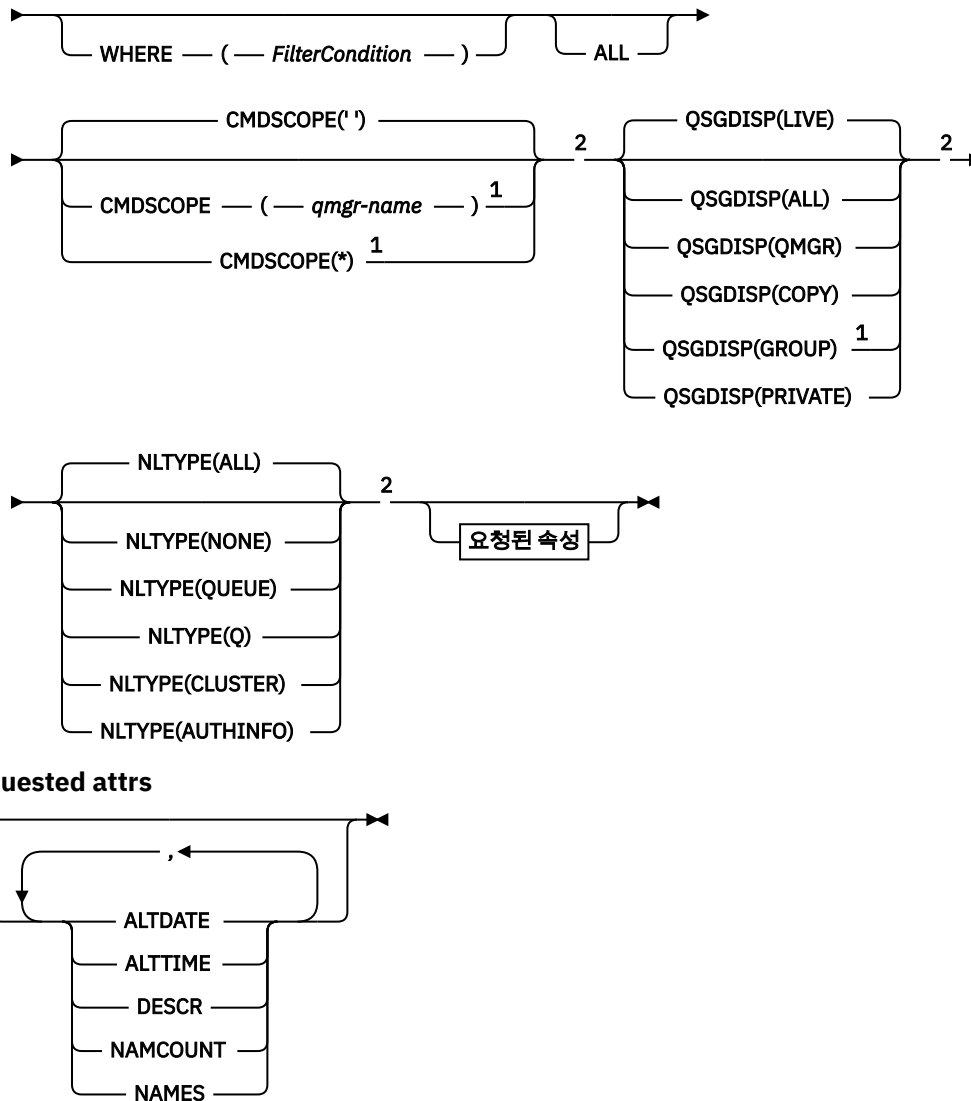 WHERE ( FilterCondition ) ALL
CMDSCOPE(' ')
CMDSCOPE ( qmgr-name ) 1
CMDSCOPE(*) 1
2
QSGDISP(LIVE)
QSGDISP(ALL)
QSGDISP(QMGR)
QSGDISP(COPY)
QSGDISP(GROUP) 1
QSGDISP(PRIVATE)
2
NLTYPE(ALL)
NLTYPE(NONE)
NLTYPE(QUEUE)
NLTYPE(Q)
NLTYPE(CLUSTER)
NLTYPE(AUTHINFO)
2
요청된 속성
uested attrs
,
ALTDATE
ALTTIME
DESCR
NAMCOUNT
NAMES